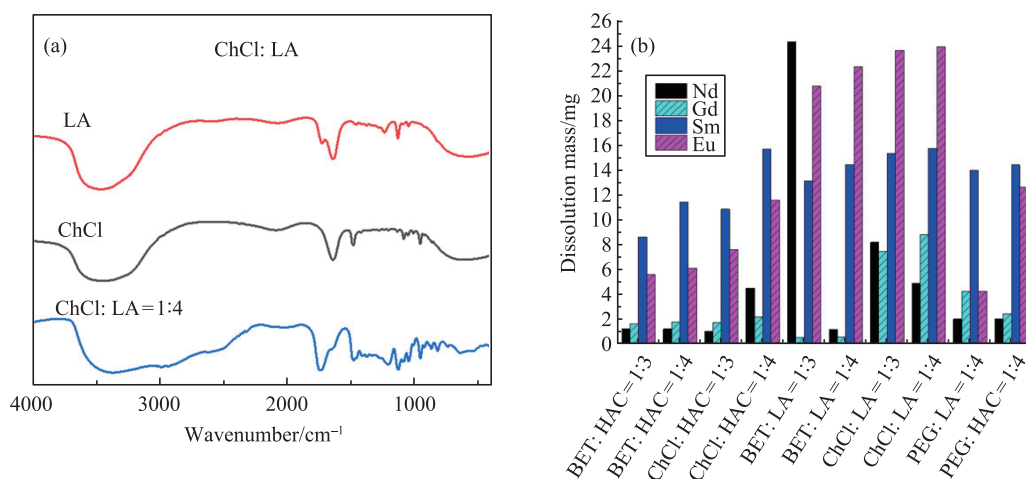 (a)
ChCl: LA
LA
ChCl
ChCl: LA=1:4
4000 3000 2000 1000
Wavenumber/cm⁻¹
(b)
Nd
Gd
Sm
Eu
Dissolution mass/mg
26
24
22
20
18
16
14
12
10
8
6
4
2
0
BET: HAC=1:3
BET: HAC=1:4
ChCl: HAC=1:3
ChCl: HAC=1:4
BET: LA=1:3
BET: LA=1:4
ChCl: LA=1:3
ChCl: LA=1:4
PEG: LA=1:4
PEG: HAC=1:4